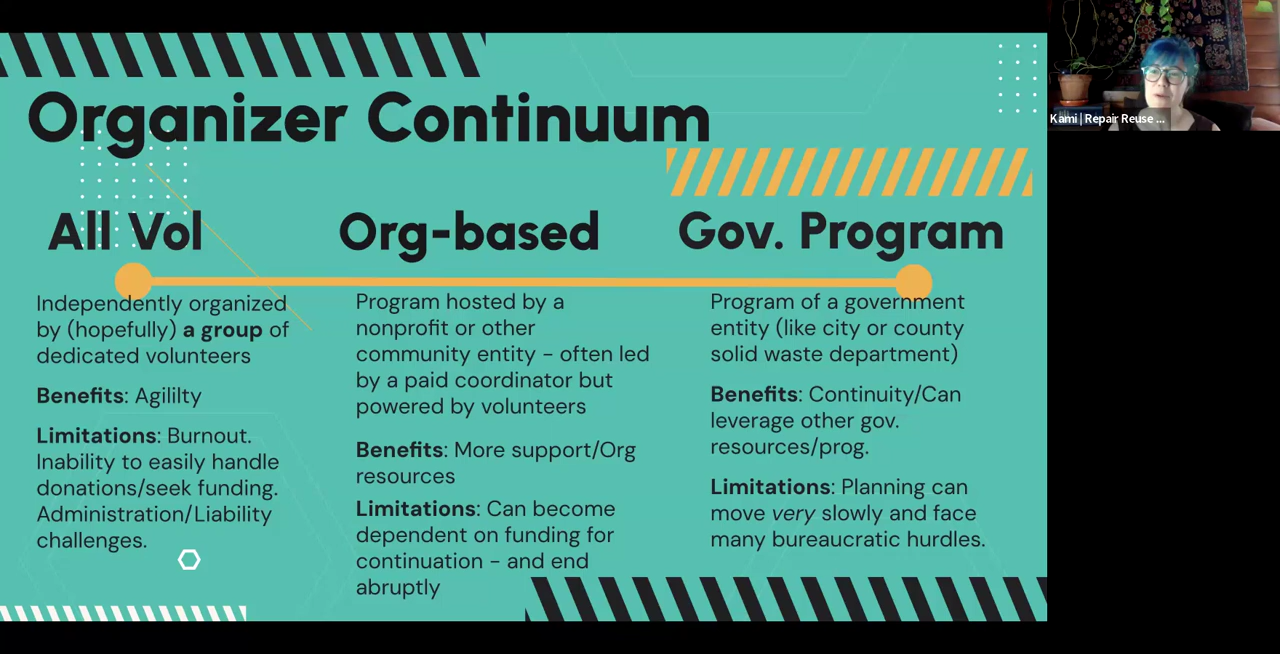 Organizer Continuum
All Vol
Independently organized
by (hopefully) a group of
dedicated volunteers
Benefits: Agililty
Limitations: Burnout.
Inability to easily handle
donations/seek funding.
Administration/Liability
challenges.
Org-based
Program hosted by a
nonprofit or other
community entity - often led
by a paid coordinator but
powered by volunteers
Benefits: More support/Org
resources
Limitations: Can become
dependent on funding for
continuation - and end
abruptly
Gov. Program
Program of a government
entity (like city or county
solid waste department)
Benefits: Continuity/Can
leverage other gov.
resources/prog.
Limitations: Planning can
move very slowly and face
many bureaucratic hurdles.
Kami | Repair Reuse ...